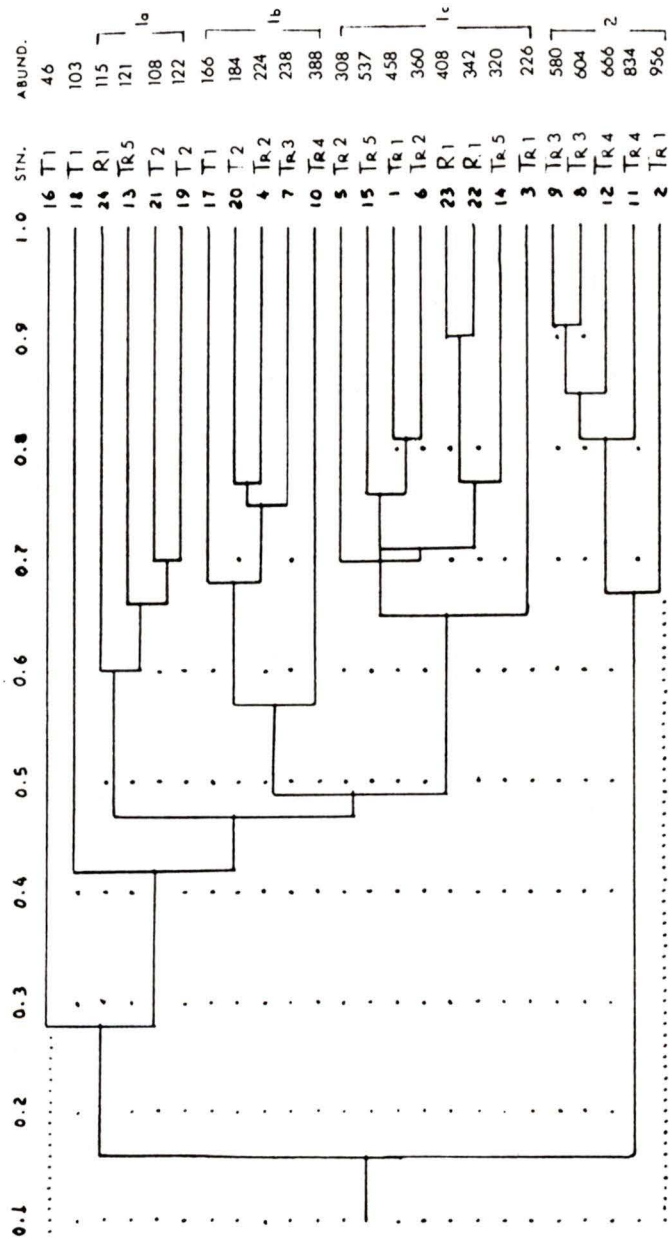 0.1 0.2 0.3 0.4 0.5 0.6 0.7 0.8 0.9 1.0 STN. ABUND.
16 T1 46
18 T1 103
24 R1 115
13 TR5 121
1a
21 T2 108
19 T2 122
17 T1 166
20 T2 184
4 TR2 224
1b
7 TR3 238
10 TR4 388
5 TR2 308
15 TR5 537
1 TR1 458
6 TR2 360
23 R1 408
1c
22 R1 342
14 TR5 320
3 TR1 226
9 TR3 580
8 TR3 604
12 TR4 666
2
11 TR4 834
2 TR1 956